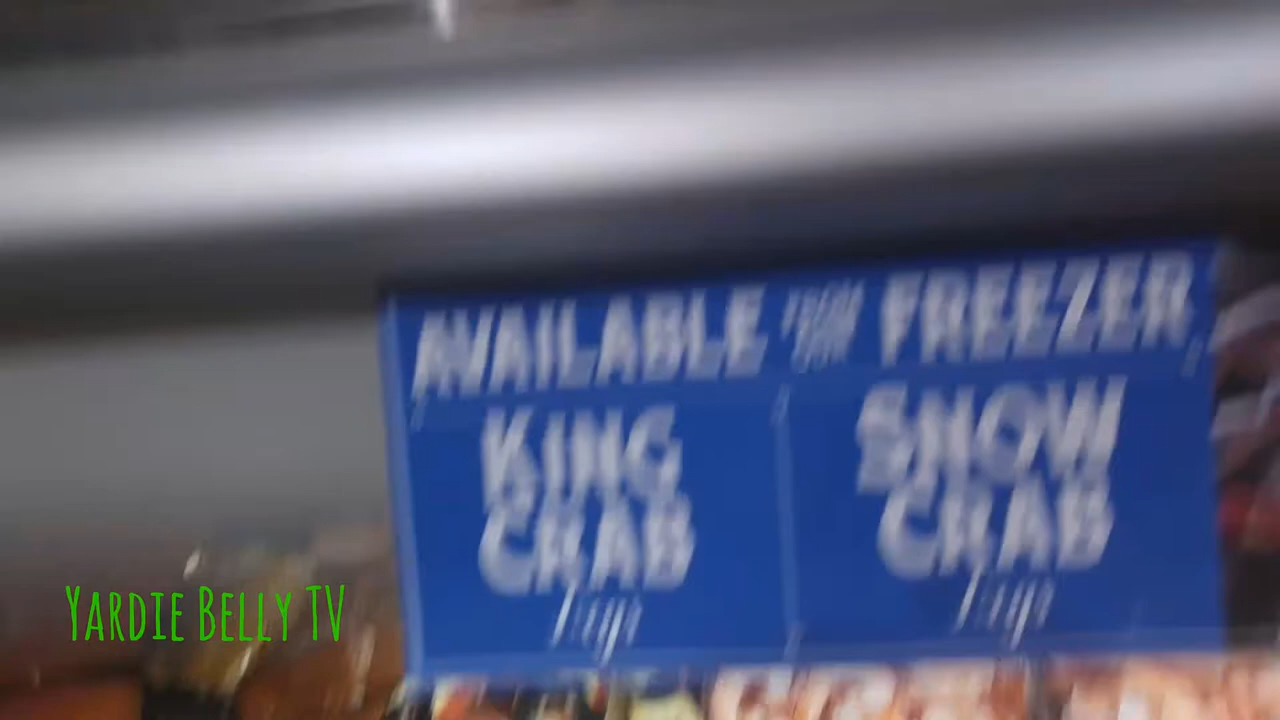 AVAILABLE FREEZER
KING
CRAB
SNOW
CRAB
Yardie Belly TV